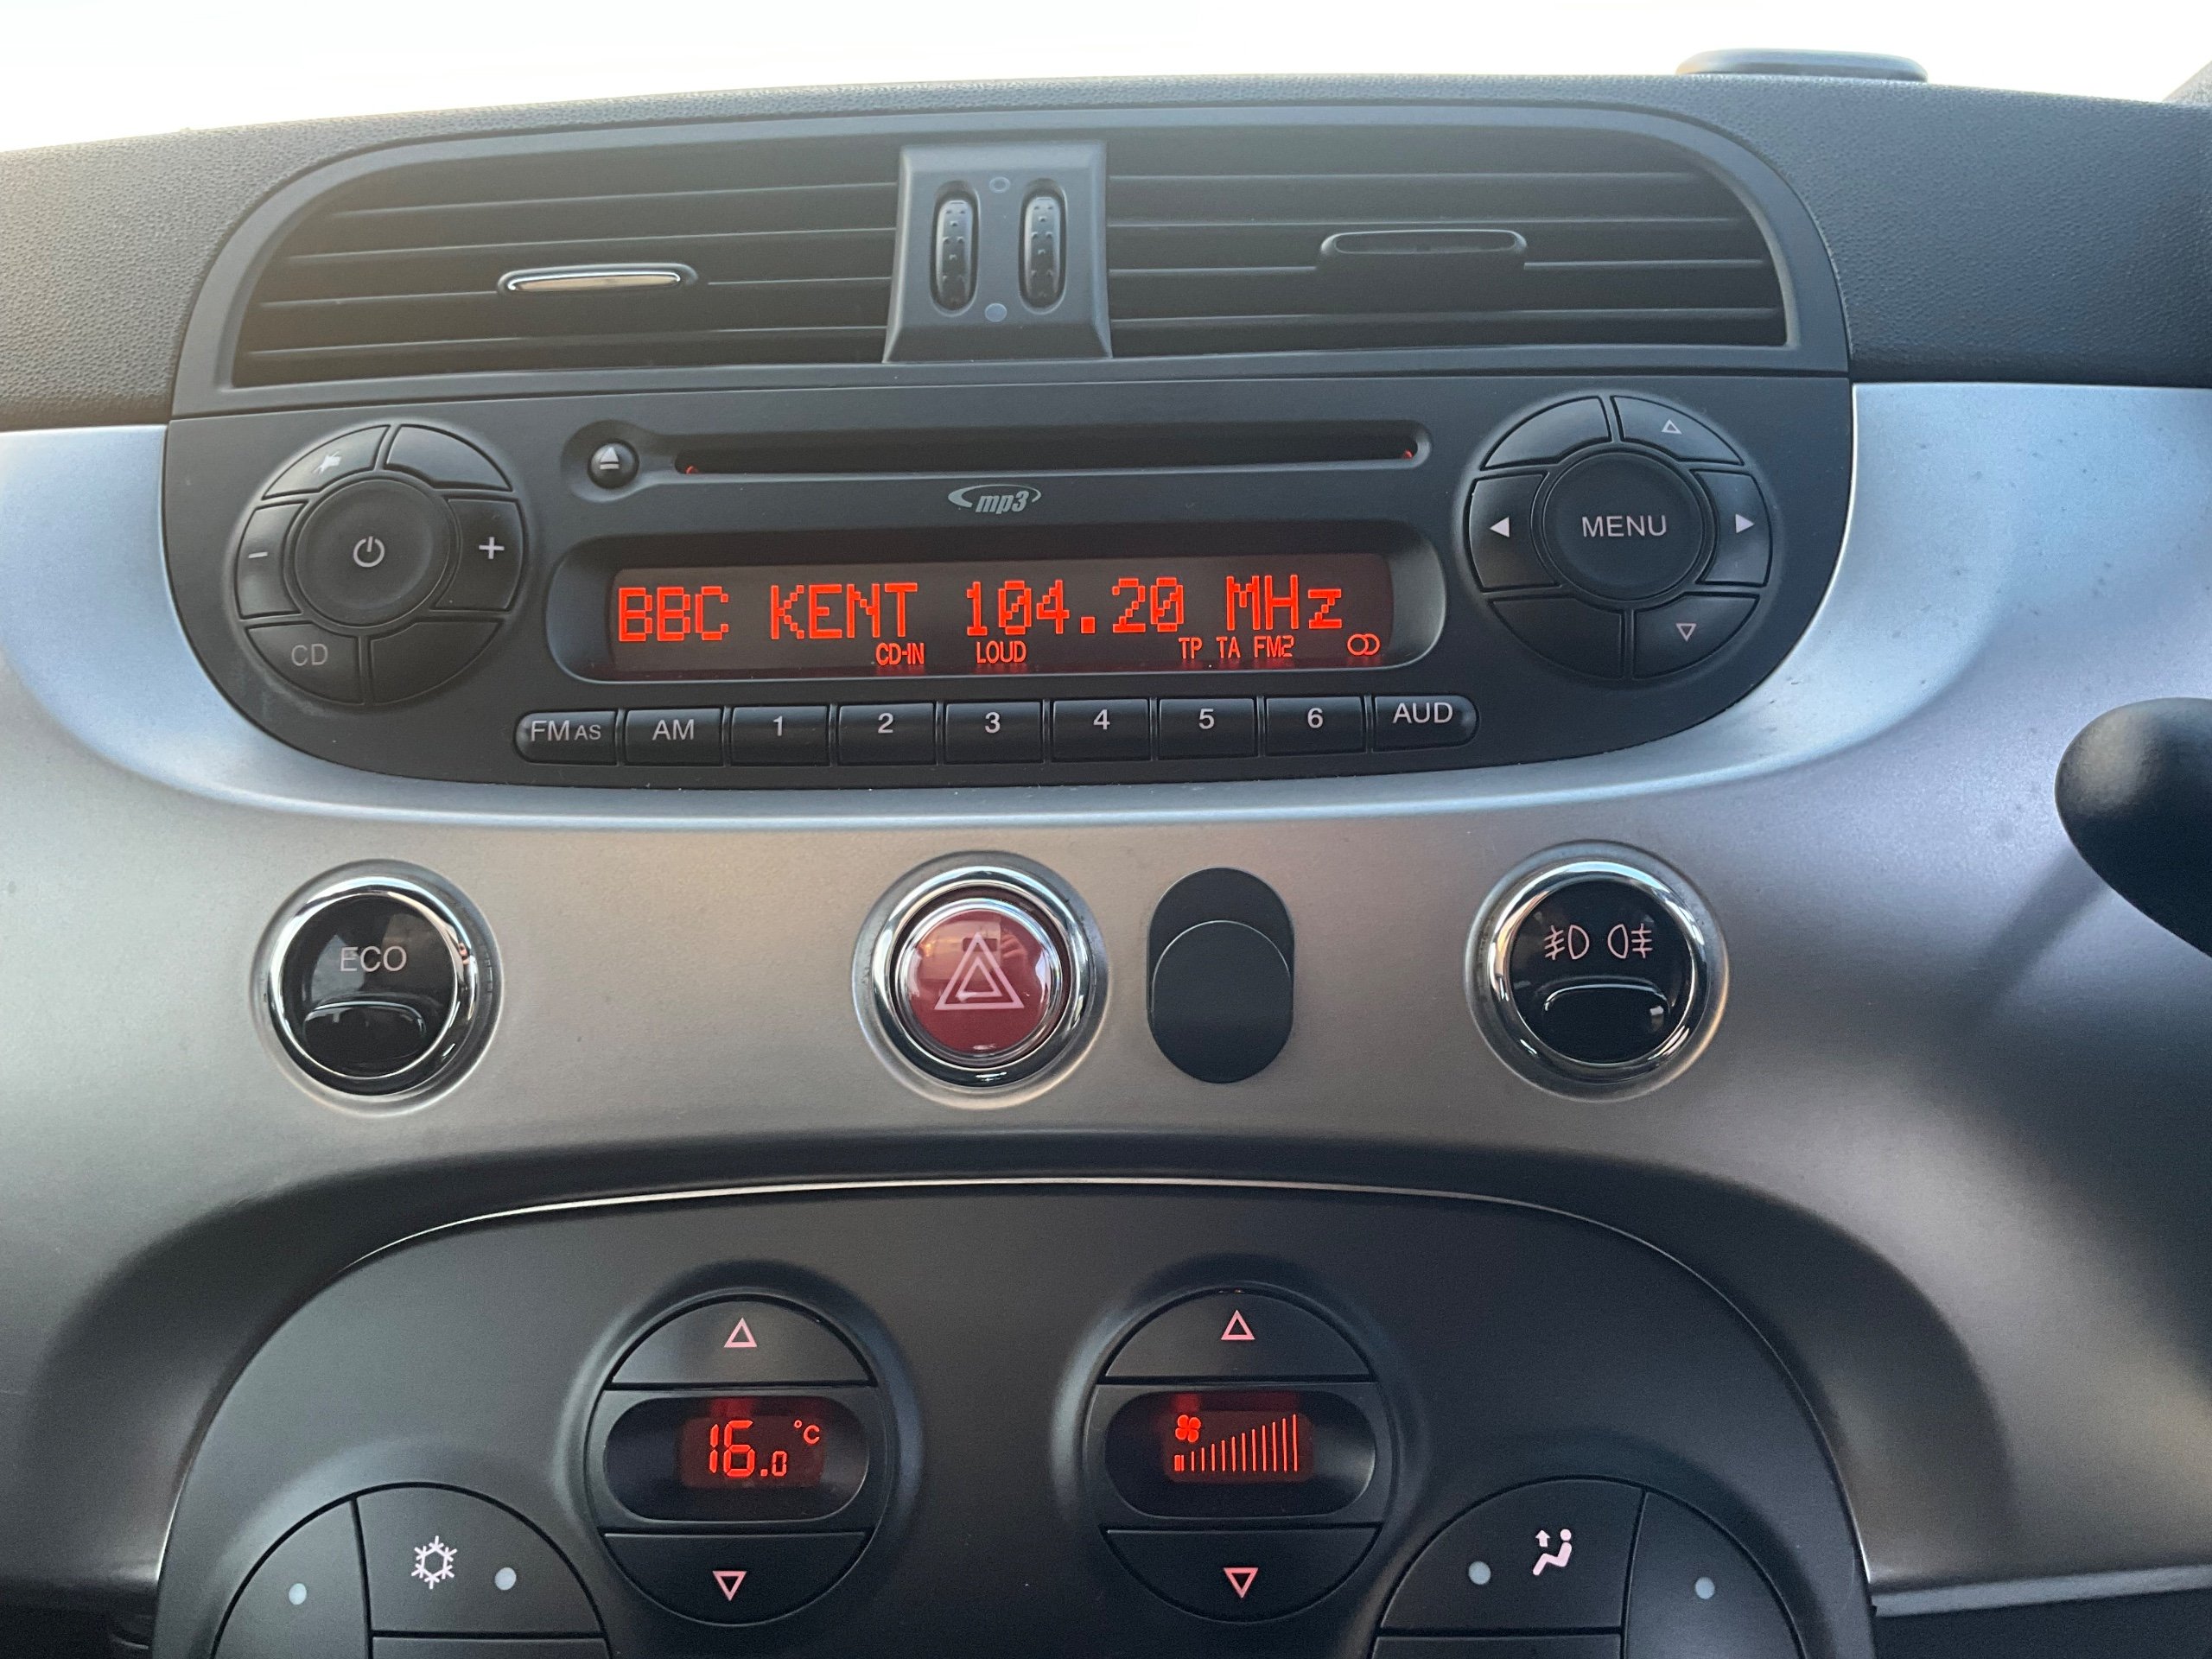 mp3
MENU
BBC KENT 104.20 MHz
CD-IN LOUD TP TA FM2
CD
FM AS AM 1 2 3 4 5 6 AUD
ECO
16.0 °C